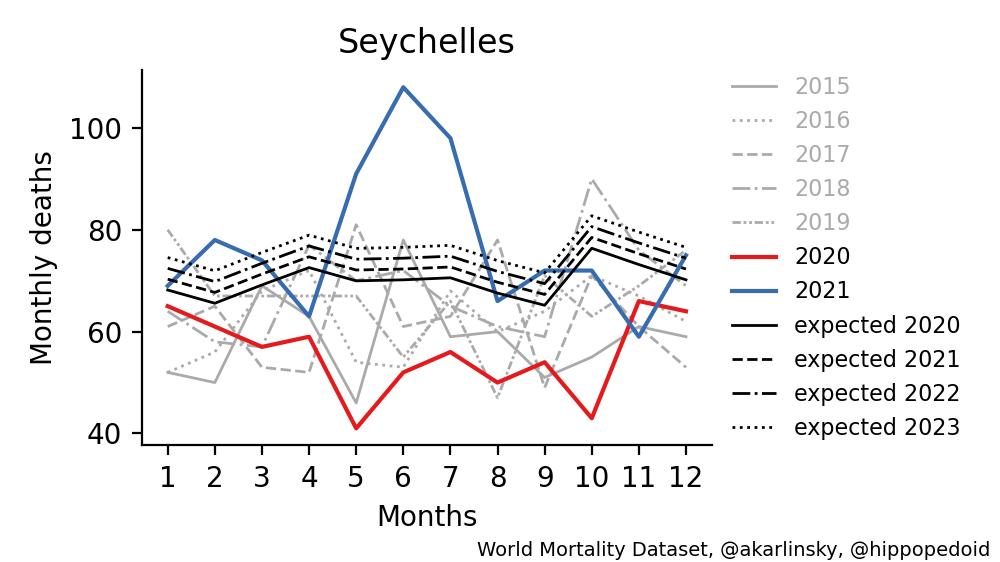 Seychelles
Monthly deaths
100
80
60
40
1 2 3 4 5 6 7 8 9 10 11 12
Months
2015
2016
2017
2018
2019
2020
2021
expected 2020
expected 2021
expected 2022
expected 2023
World Mortality Dataset, @akarlinsky, @hippopedoid